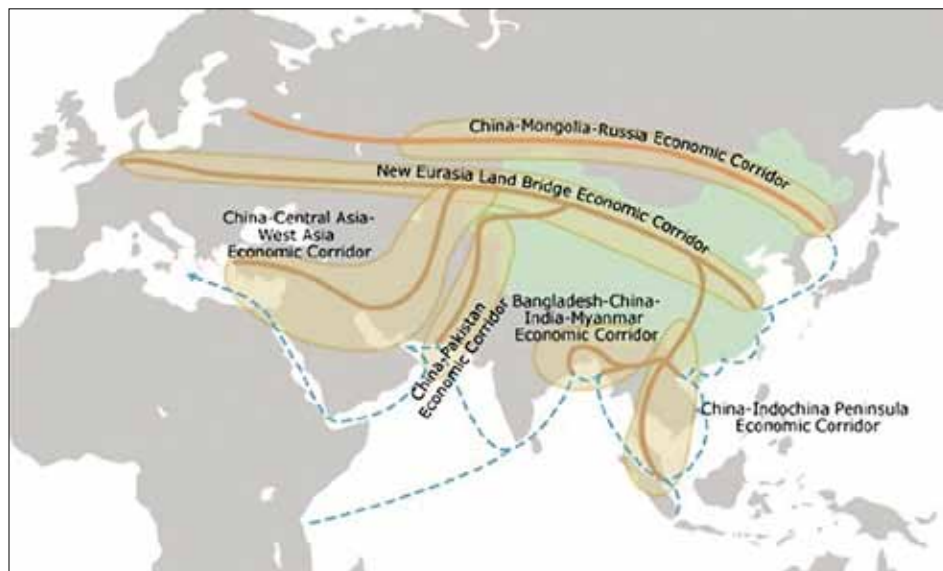 China-Mongolia-Russia Economic Corridor
New Eurasia Land Bridge Economic Corridor
China-Central Asia-
West Asia
Economic Corridor
China-Pakistan
Economic Corridor
Bangladesh-China-
India-Myanmar
Economic Corridor
China-Indochina Peninsula
Economic Corridor